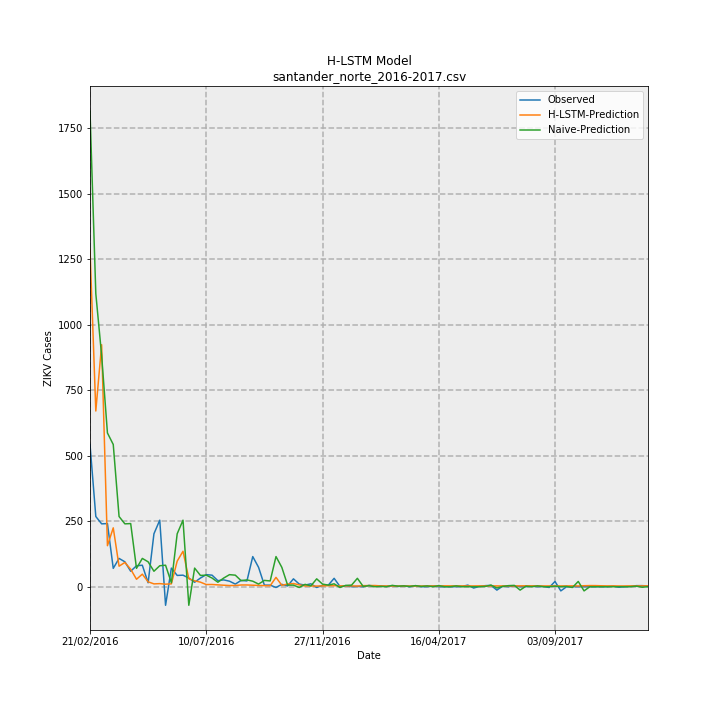 H-LSTM Model
santander_norte_2016-2017.csv
Observed
H-LSTM-Prediction
Naive-Prediction
ZIKV Cases
1750
1500
1250
1000
750
500
250
0
21/02/2016
10/07/2016
27/11/2016
16/04/2017
03/09/2017
Date